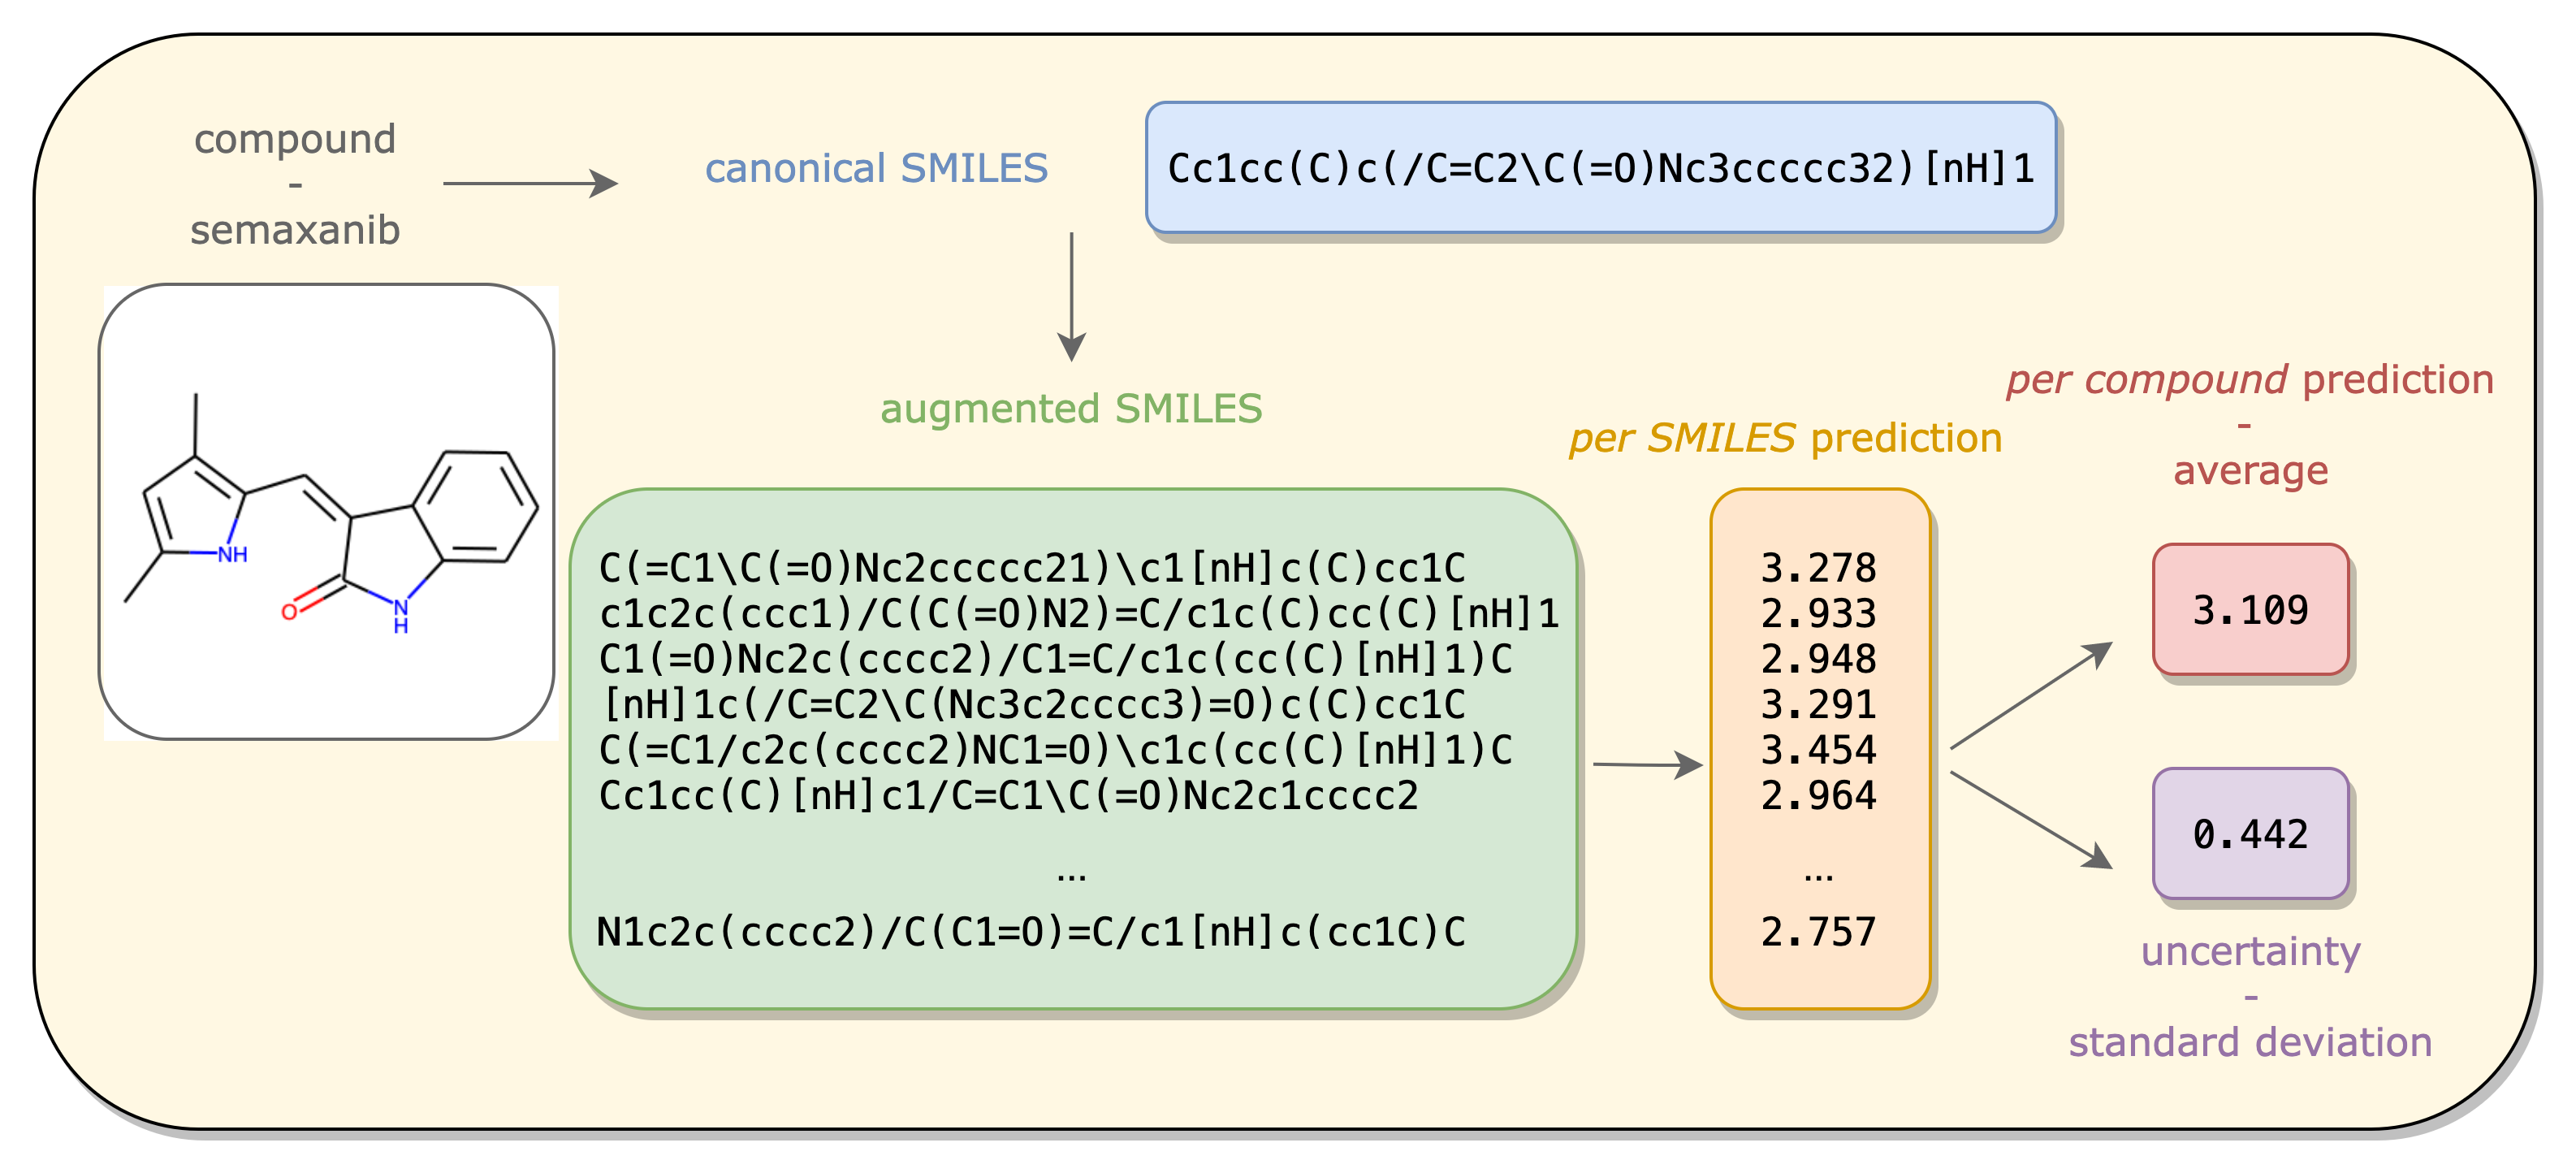 compound
-
semaxanib
canonical SMILES
Cc1cc(C)c(/C=C2\C(=O)Nc3ccccc32)[nH]1
NH
O
N
H
augmented SMILES
C(=C1\C(=O)Nc2ccccc21)\c1[nH]c(C)cc1C
c1c2c(ccc1)/C(C(=O)N2)=C/c1c(C)cc(C)[nH]1
C1(=O)Nc2c(cccc2)/C1=C/c1c(cc(C)[nH]1)C
[nH]1c(/C=C2\C(Nc3c2cccc3)=O)c(C)cc1C
C(=C1/c2c(cccc2)NC1=O)\c1c(cc(C)[nH]1)C
Cc1cc(C)[nH]c1/C=C1\C(=O)Nc2c1cccc2
...
N1c2c(cccc2)/C(C1=O)=C/c1[nH]c(cc1C)C
per SMILES prediction
3.278
2.933
2.948
3.291
3.454
2.964
...
2.757
per compound prediction
-
average
3.109
0.442
uncertainty
-
standard deviation